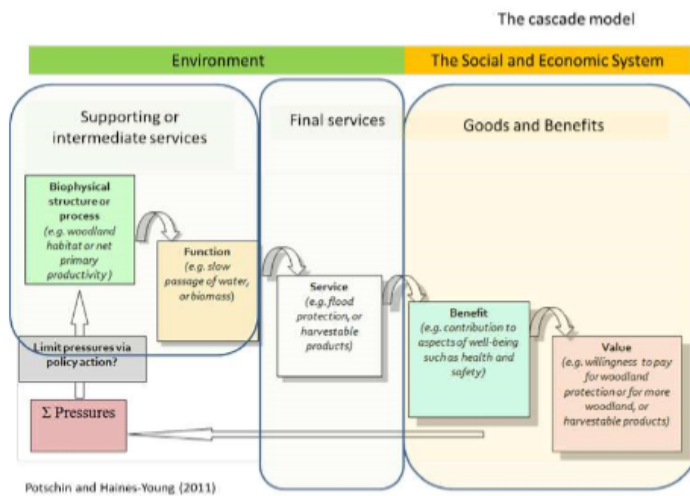 The cascade model
Environment
The Social and Economic System
Supporting or
intermediate services
Final services
Goods and Benefits
Biophysical
structure or
process
(e.g. woodland
habitat or net
primary
productivity)
Function
(e.g. slow
passage of water,
or biomass)
Service
(e.g. flood
protection, or
harvestable
products)
Benefit
(e.g. contribution to
aspects of well-being
such as health and
safety)
Value
(e.g. willingness to pay
for woodland
protection or for more
woodland, or
harvestable products)
Limit pressures via
policy action?
Σ Pressures
Potschin and Haines-Young (2011)